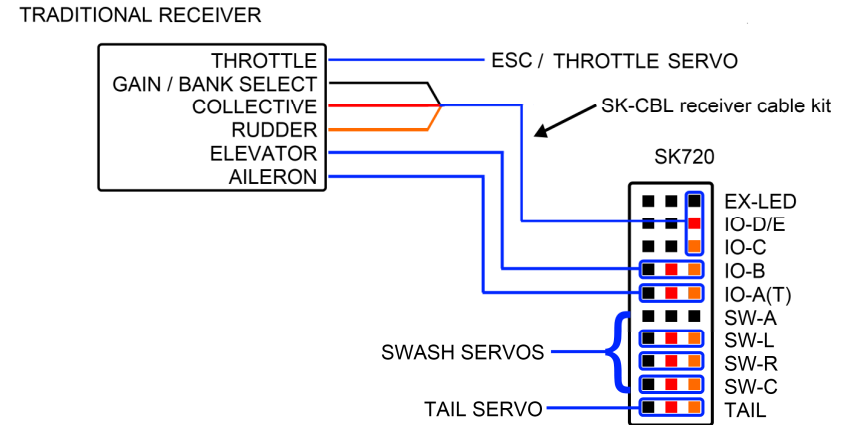 TRADITIONAL RECEIVER
THROTTLE
ESC / THROTTLE SERVO
GAIN / BANK SELECT
COLLECTIVE
SK-CBL receiver cable kit
RUDDER
ELEVATOR
SK720
AILERON
EX-LED
IO-D/E
IO-C
IO-B
IO-A(T)
SW-A
SW-L
SWASH SERVOS
SW-R
SW-C
TAIL SERVO
TAIL